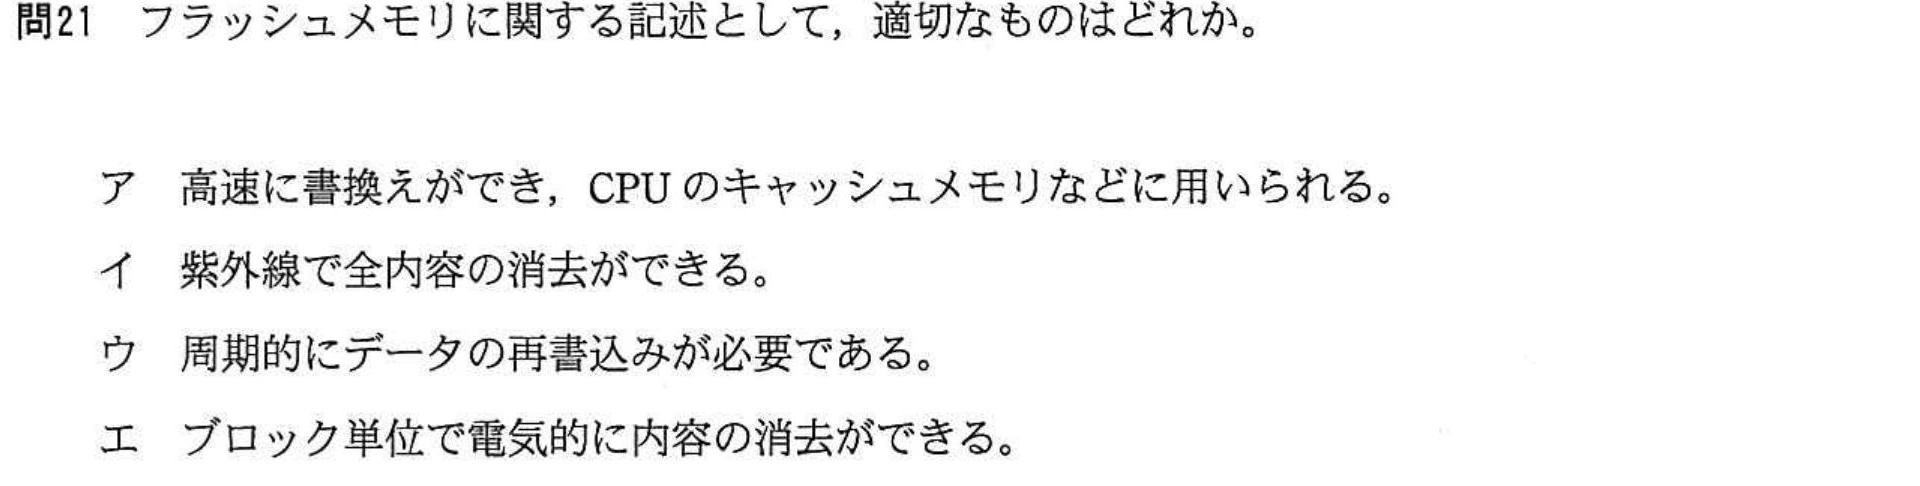 問21　フラッシュメモリに関する記述として，適切なものはどれか。
ア　高速に書換えができ，CPU のキャッシュメモリなどに用いられる。
イ　紫外線で全内容の消去ができる。
ウ　周期的にデータの再書込みが必要である。
エ　ブロック単位で電気的に内容の消去ができる。